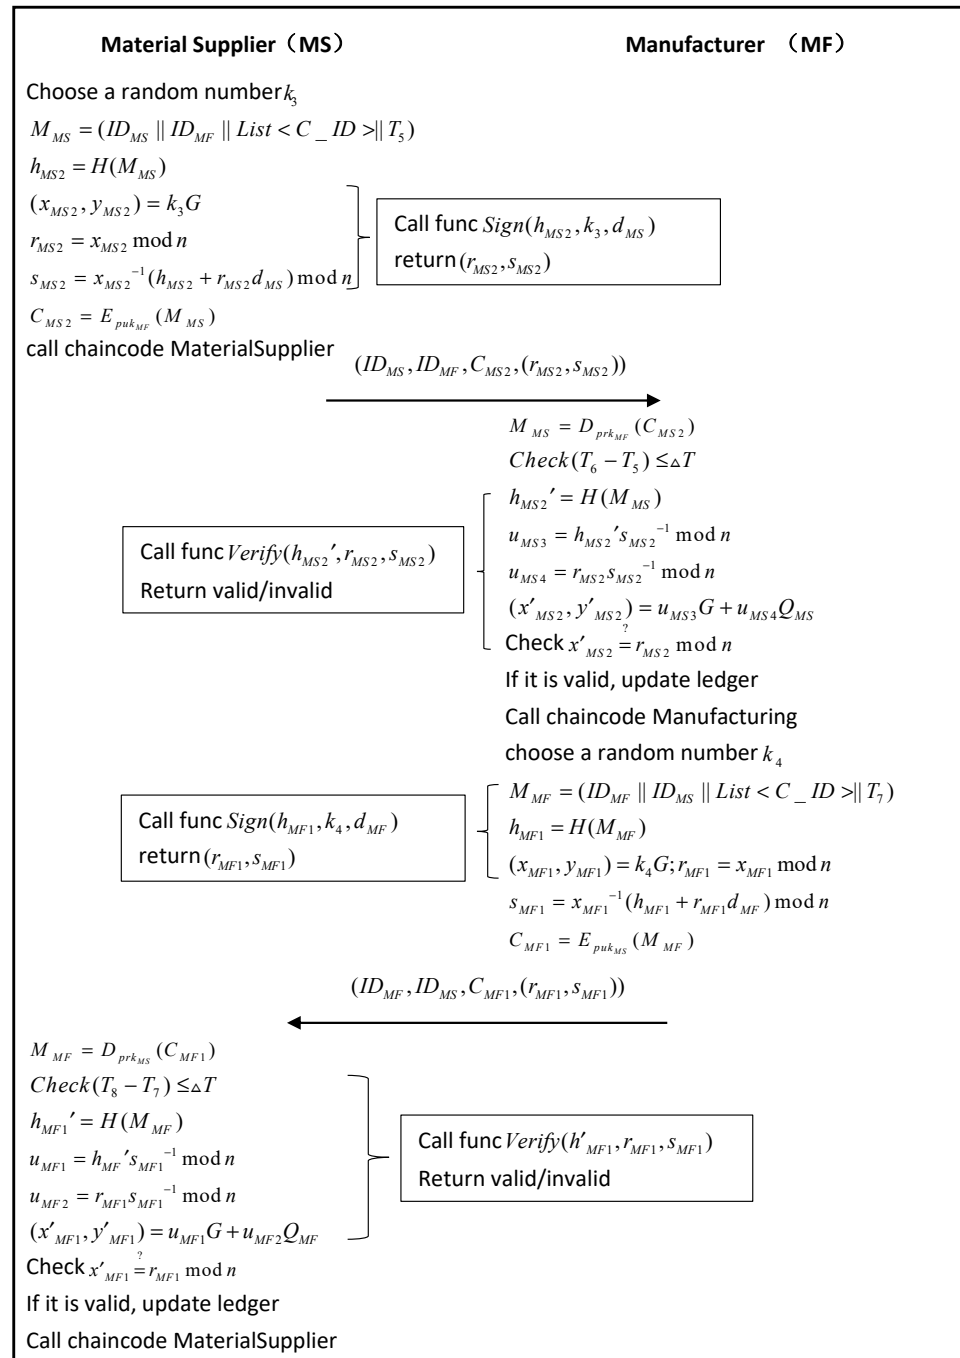 Material Supplier（MS） Manufacturer （MF）
Choose a random number k₃
M_MS = (ID_MS || ID_MF || List < C _ ID >|| T₅)
h_MS2 = H(M_MS)
(x_MS2, y_MS2) = k₃G
r_MS2 = x_MS2 mod n
s_MS2 = x_MS2⁻¹(h_MS2 + r_MS2 d_MS) mod n
Call func Sign(h_MS2, k₃, d_MS)
return (r_MS2, s_MS2)
C_MS2 = E_puk_MF (M_MS)
call chaincode MaterialSupplier
(ID_MS, ID_MF, C_MS2, (r_MS2, s_MS2))
M_MS = D_prk_MF (C_MS2)
Check(T₆ − T₅) ≤ △T
h_MS2′ = H(M_MS)
u_MS3 = h_MS2′ s_MS2⁻¹ mod n
u_MS4 = r_MS2 s_MS2⁻¹ mod n
(x′_MS2, y′_MS2) = u_MS3 G + u_MS4 Q_MS
Call func Verify(h_MS2′, r_MS2, s_MS2)
Return valid/invalid
Check x′_MS2 =? r_MS2 mod n
If it is valid, update ledger
Call chaincode Manufacturing
choose a random number k₄
M_MF = (ID_MF || ID_MS || List < C _ ID >|| T₇)
h_MF1 = H(M_MF)
(x_MF1, y_MF1) = k₄G; r_MF1 = x_MF1 mod n
Call func Sign(h_MF1, k₄, d_MF)
return (r_MF1, s_MF1)
s_MF1 = x_MF1⁻¹(h_MF1 + r_MF1 d_MF) mod n
C_MF1 = E_puk_MS (M_MF)
(ID_MF, ID_MS, C_MF1, (r_MF1, s_MF1))
M_MF = D_prk_MS (C_MF1)
Check(T₈ − T₇) ≤ △T
h_MF1′ = H(M_MF)
u_MF1 = h_MF′ s_MF1⁻¹ mod n
u_MF2 = r_MF1 s_MF1⁻¹ mod n
(x′_MF1, y′_MF1) = u_MF1 G + u_MF2 Q_MF
Call func Verify(h′_MF1, r_MF1, s_MF1)
Return valid/invalid
Check x′_MF1 =? r_MF1 mod n
If it is valid, update ledger
Call chaincode MaterialSupplier